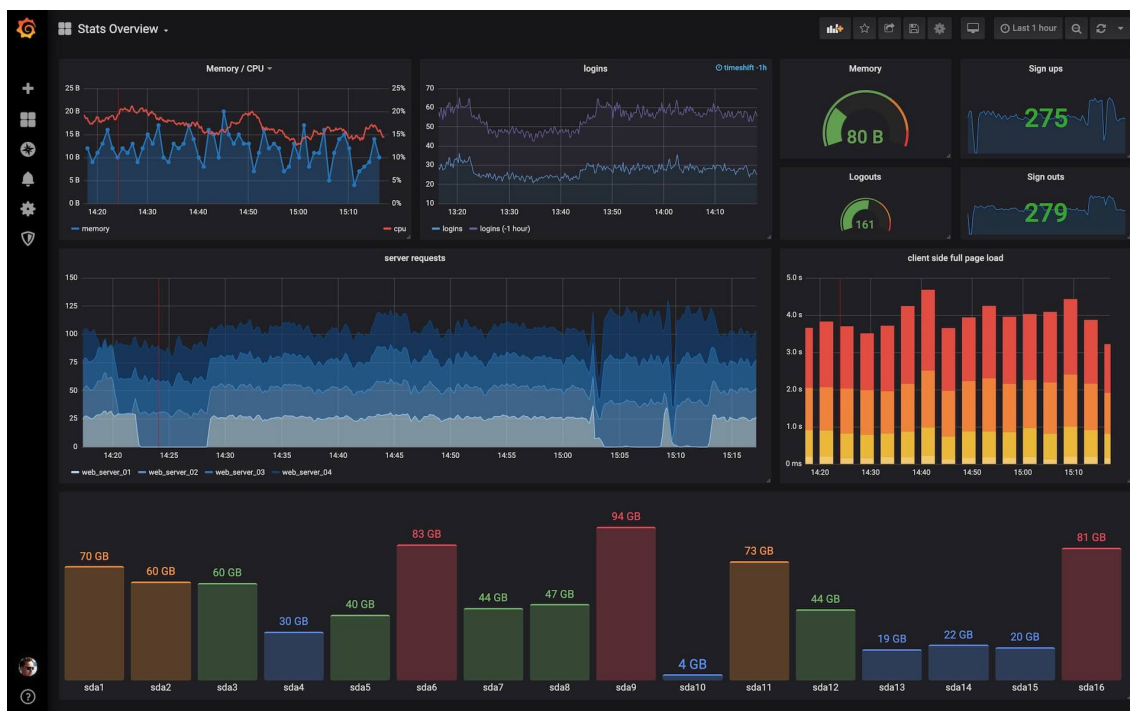 Stats Overview
Last 1 hour
Memory / CPU
25 B
20 B
15 B
10 B
5 B
0 B
25%
20%
15%
10%
5%
0%
14:20 14:30 14:40 14:50 15:00 15:10
memory
cpu
logins
timeshift -1h
70
60
50
40
30
20
10
13:20 13:30 13:40 13:50 14:00 14:10
logins logins (-1 hour)
Memory
80 B
Sign ups
275
Logouts
161
Sign outs
279
server requests
150
125
100
75
50
25
0
14:20 14:25 14:30 14:35 14:40 14:45 14:50 14:55 15:00 15:05 15:10 15:15
web_server_01 web_server_02 web_server_03 web_server_04
client side full page load
5.0 s
4.0 s
3.0 s
2.0 s
1.0 s
0 ms
14:20 14:30 14:40 14:50 15:00 15:10
70 GB 60 GB 60 GB 30 GB 40 GB 83 GB 44 GB 47 GB 94 GB 4 GB 73 GB 44 GB 19 GB 22 GB 20 GB 81 GB
sda1 sda2 sda3 sda4 sda5 sda6 sda7 sda8 sda9 sda10 sda11 sda12 sda13 sda14 sda15 sda16